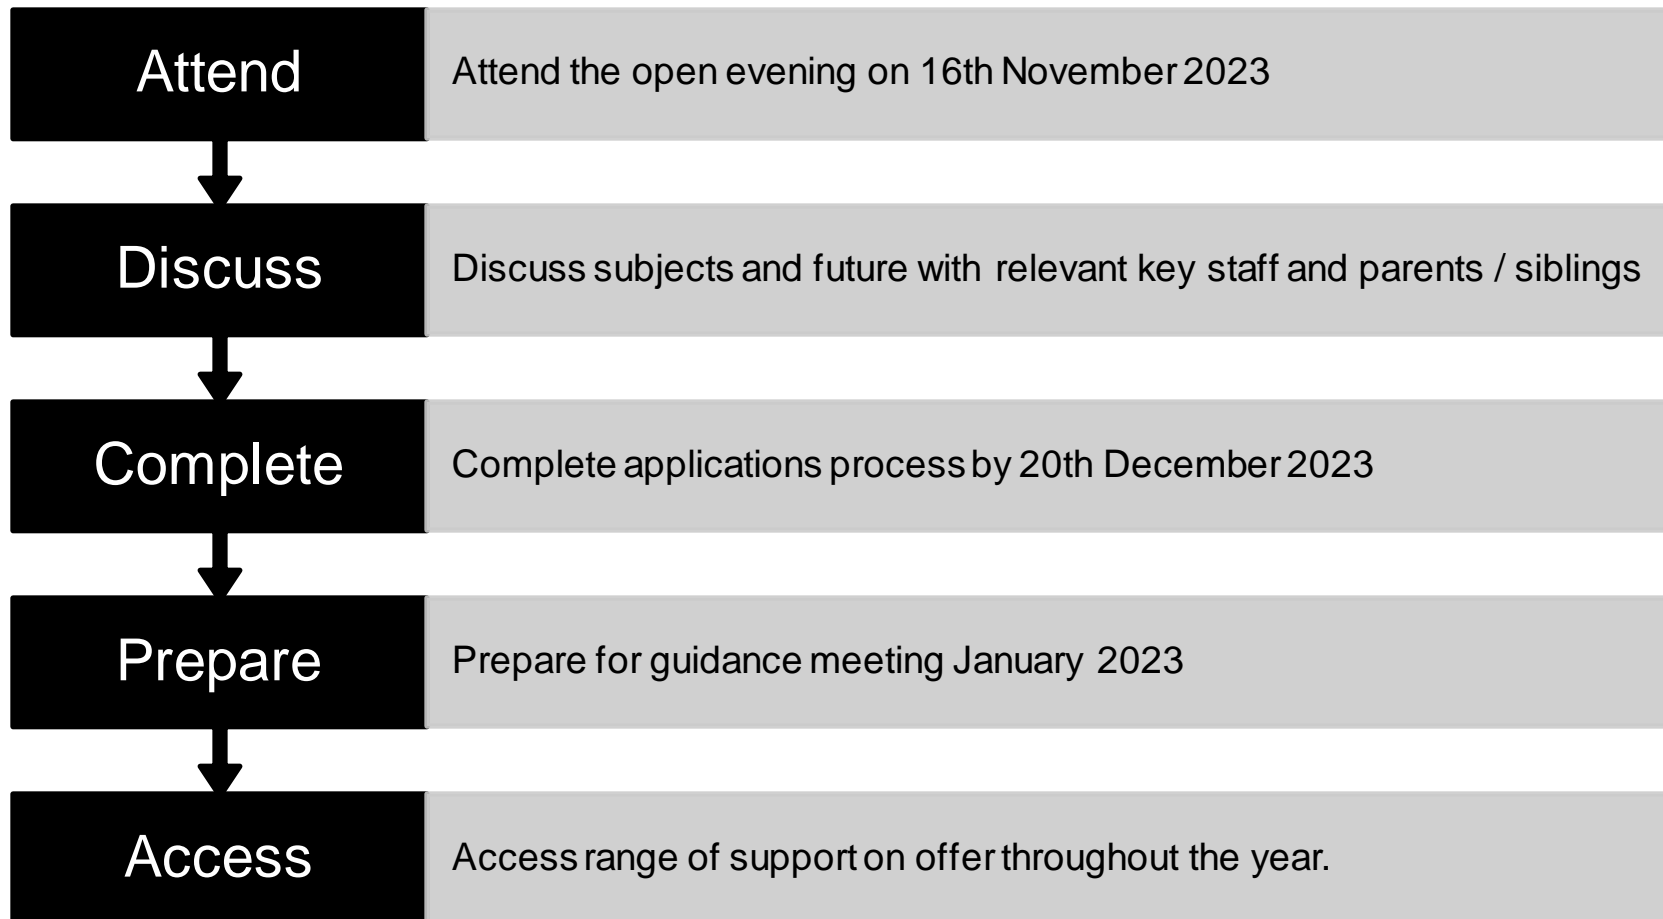 Attend
Attend the open evening on 16th November 2023
Discuss
Discuss subjects and future with relevant key staff and parents / siblings
Complete
Complete applications process by 20th December 2023
Prepare
Prepare for guidance meeting January 2023
Access
Access range of support on offer throughout the year.